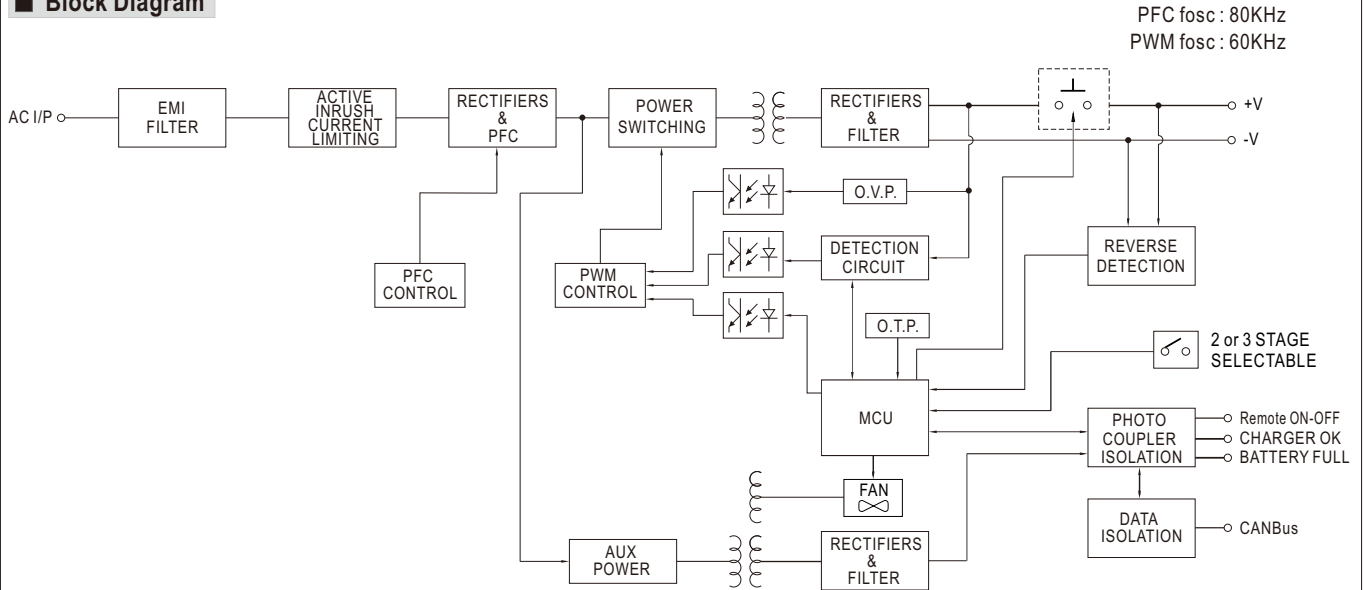 ■ Block Diagram
PFC fosc : 80KHz
PWM fosc : 60KHz
AC I/P
EMI
FILTER
ACTIVE
INRUSH
CURRENT
LIMITING
RECTIFIERS
&
PFC
POWER
SWITCHING
RECTIFIERS
&
FILTER
+V
-V
O.V.P.
DETECTION
CIRCUIT
REVERSE
DETECTION
PFC
CONTROL
PWM
CONTROL
O.T.P.
2 or 3 STAGE
SELECTABLE
MCU
PHOTO
COUPLER
ISOLATION
Remote ON-OFF
CHARGER OK
BATTERY FULL
FAN
DATA
ISOLATION
CANBus
AUX
POWER
RECTIFIERS
&
FILTER